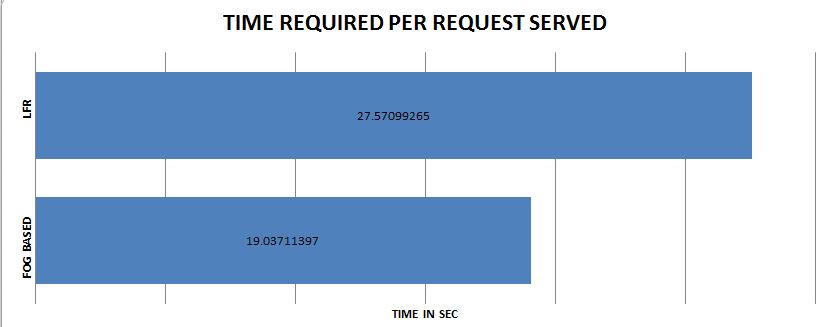 TIME REQUIRED PER REQUEST SERVED
LFR
27.57099265
FOG BASED
19.03711397
TIME IN SEC